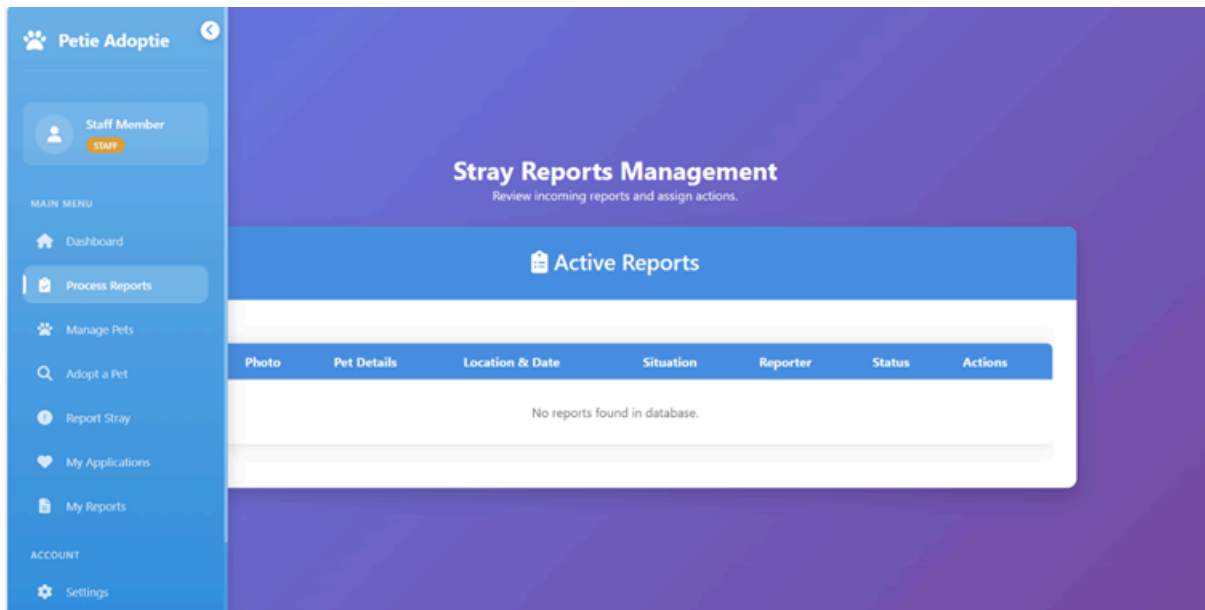 Petie Adoptie
Staff Member
STAFF
MAIN MENU
Dashboard
Process Reports
Manage Pets
Adopt a Pet
Report Stray
My Applications
My Reports
ACCOUNT
Settings
Stray Reports Management
Review incoming reports and assign actions.
Active Reports
Photo Pet Details Location & Date Situation Reporter Status Actions
No reports found in database.